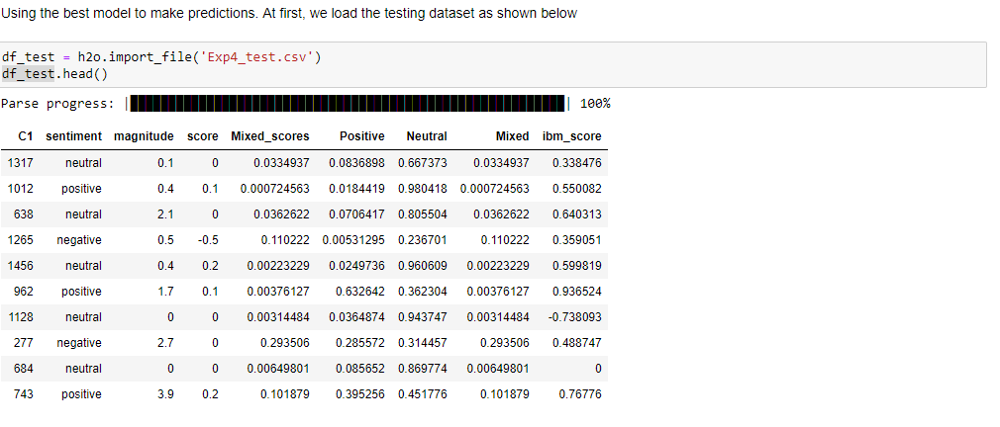 Using the best model to make predictions. At first, we load the testing dataset as shown below
df_test = h2o.import_file('Exp4_test.csv')
df_test.head()
Parse progress: | | 100%
C1 sentiment magnitude score Mixed_scores Positive Neutral Mixed ibm_score
1317 neutral 0.1 0 0.0334937 0.0836898 0.667373 0.0334937 0.338476
1012 positive 0.4 0.1 0.000724563 0.0184419 0.980418 0.000724563 0.550082
638 neutral 2.1 0 0.0362622 0.0706417 0.805504 0.0362622 0.640313
1265 negative 0.5 -0.5 0.110222 0.00531295 0.236701 0.110222 0.359051
1456 neutral 0.4 0.2 0.00223229 0.0249736 0.960609 0.00223229 0.599819
962 positive 1.7 0.1 0.00376127 0.632642 0.362304 0.00376127 0.936524
1128 neutral 0 0 0.00314484 0.0364874 0.943747 0.00314484 -0.738093
277 negative 2.7 0 0.293506 0.285572 0.314457 0.293506 0.488747
684 neutral 0 0 0.00649801 0.085652 0.869774 0.00649801 0
743 positive 3.9 0.2 0.101879 0.395256 0.451776 0.101879 0.76776